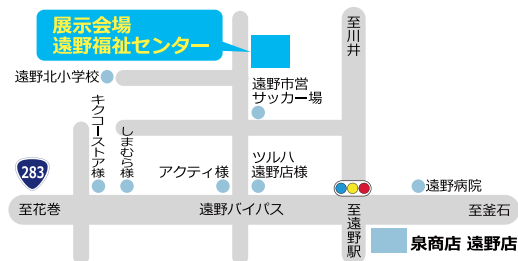 展示会場
遠野福祉センター
至川井
遠野北小学校
遠野市営
サッカー場
キクコーストア様
しまむら様
283
アクティ様
ツルハ
遠野店様
遠野病院
至花巻
遠野バイパス
至遠野駅
至釜石
泉商店 遠野店